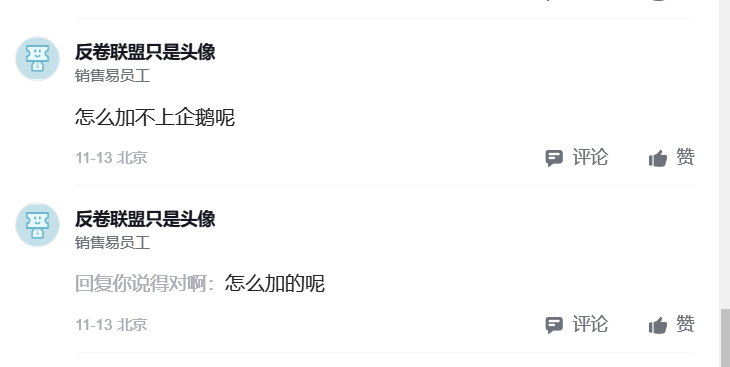 反卷联盟只是头像
销售易员工
怎么加不上企鹅呢
11-13 北京
评论
赞
反卷联盟只是头像
销售易员工
回复你说得对啊：怎么加的呢
11-13 北京
评论
赞